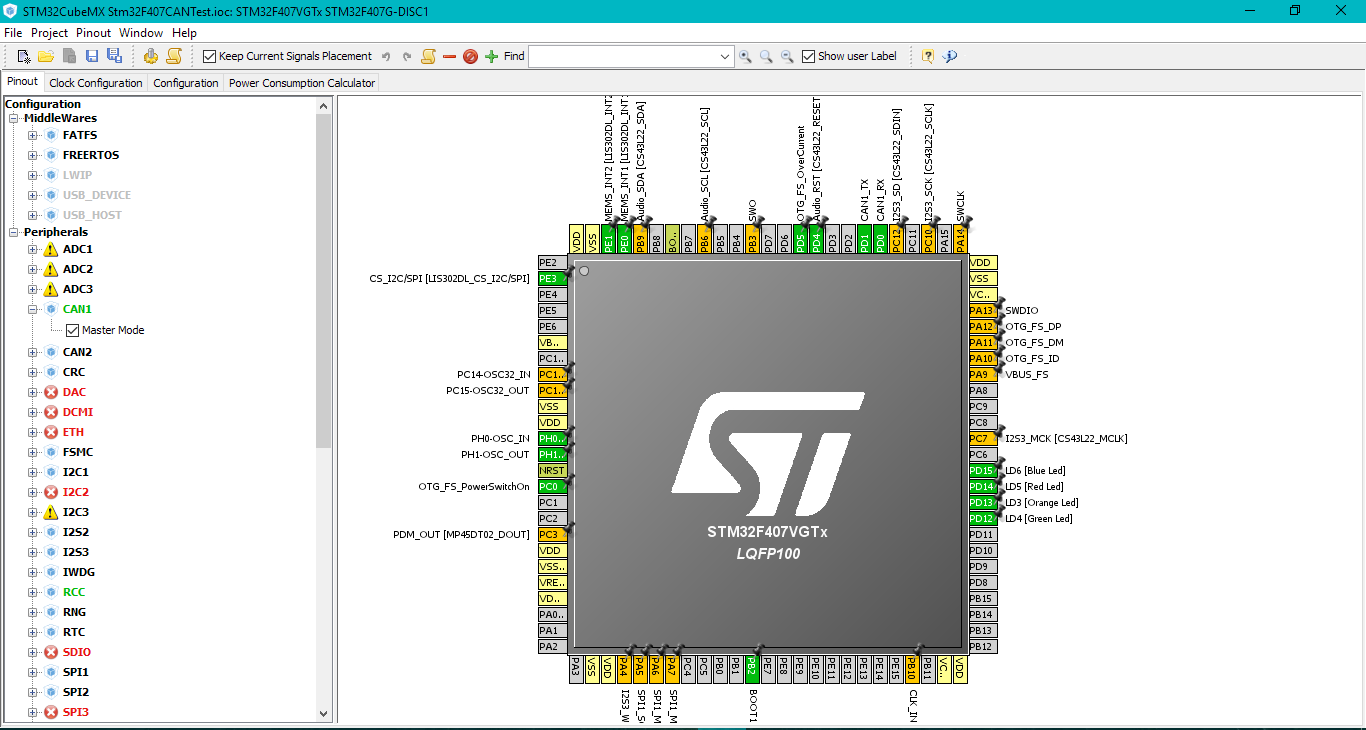 STM32CubeMX Stm32F407CANTest.ioc: STM32F407VGTx STM32F407G-DISC1
File Project Pinout Window Help
Keep Current Signals Placement
Find
Show user Label
Pinout
Clock Configuration
Configuration
Power Consumption Calculator
Configuration
MiddleWares
FATFS
FREERTOS
LWIP
USB_DEVICE
USB_HOST
Peripherals
ADC1
ADC2
ADC3
CAN1
Master Mode
CAN2
CRC
DAC
DCMI
ETH
FSMC
I2C1
I2C2
I2C3
I2S2
I2S3
IWDG
RCC
RNG
RTC
SDIO
SPI1
SPI2
SPI3
MEMS_INT2 [LIS302DL_INT2
MEMS_INT1 [LIS302DL_INT1
Audio_SDA [CS43L22_SDA]
Audio_SCL [CS43L22_SCL]
SWO
OTG_FS_OverCurrent
Audio_RST [CS43L22_RESET
CAN1_TX
CAN1_RX
I2S3_SD [CS43L22_SDIN]
I2S3_SCK [CS43L22_SCLK]
SWCLK
VDD
VSS
PE1
PE0
PB9
PB8
BO..
PB7
PB6
PB5
PB4
PB3
PD7
PD6
PD5
PD4
PD3
PD2
PD1
PD0
PC12
PC11
PC10
PA15
PA14
PE2
CS_I2C/SPI [LIS302DL_CS_I2C/SPI]
PE3
PE4
PE5
PE6
VB..
PC1..
PC14-OSC32_IN
PC1..
PC15-OSC32_OUT
PC1..
VSS
VDD
PH0-OSC_IN
PH0..
PH1-OSC_OUT
PH1..
NRST
OTG_FS_PowerSwitchOn
PC0
PC1
PC2
PDM_OUT [MP45DT02_DOUT]
PC3
VDD
VSS..
VRE..
VD..
PA0..
PA1
PA2
STM32F407VGTx
LQFP100
VDD
VSS
VC..
PA13
SWDIO
PA12
OTG_FS_DP
PA11
OTG_FS_DM
PA10
OTG_FS_ID
PA9
VBUS_FS
PA8
PC9
PC8
PC7
I2S3_MCK [CS43L22_MCLK]
PC6
PD15
LD6 [Blue Led]
PD14
LD5 [Red Led]
PD13
LD3 [Orange Led]
PD12
LD4 [Green Led]
PD11
PD10
PD9
PD8
PB15
PB14
PB13
PB12
PA3
VSS
VDD
PA4
PA5
PA6
PA7
PC4
PC5
PB0
PB1
PB2
PE7
PE8
PE9
PE10
PE11
PE12
PE13
PE14
PE15
PB10
PB11
VC..
VDD
I2S3_W
SPI1_S
SPI1_M
SPI1_M
BOOT1
CLK_IN